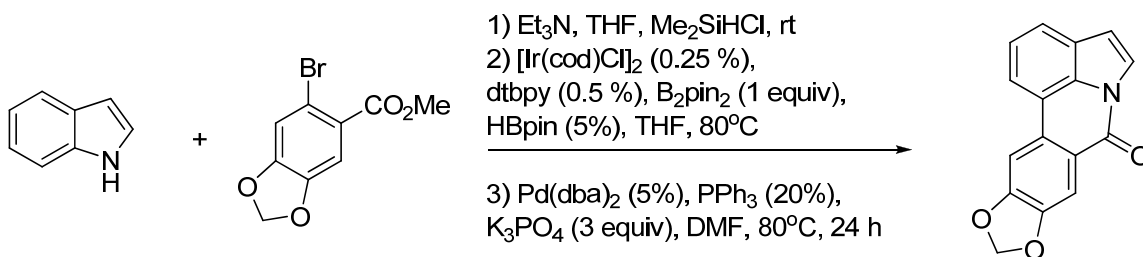 1) Et₃N, THF, Me₂SiHCl, rt
2) [Ir(cod)Cl]₂ (0.25 %),
dtbpy (0.5 %), B₂pin₂ (1 equiv),
HBpin (5%), THF, 80°C
3) Pd(dba)₂ (5%), PPh₃ (20%),
K₃PO₄ (3 equiv), DMF, 80°C, 24 h
N
H
+
Br
CO₂Me
O
O
N
O
O
O